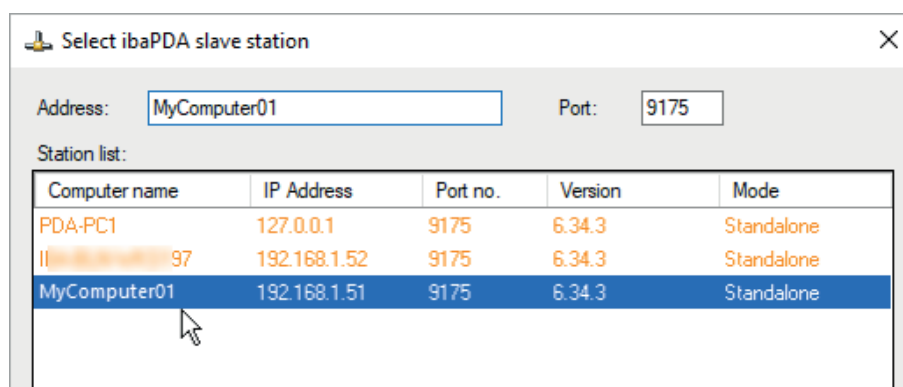 Select ibaPDA slave station
Address: MyComputer01 Port: 9175
Station list:
Computer name IP Address Port no. Version Mode
PDA-PC1 127.0.0.1 9175 6.34.3 Standalone
97 192.168.1.52 9175 6.34.3 Standalone
MyComputer01 192.168.1.51 9175 6.34.3 Standalone